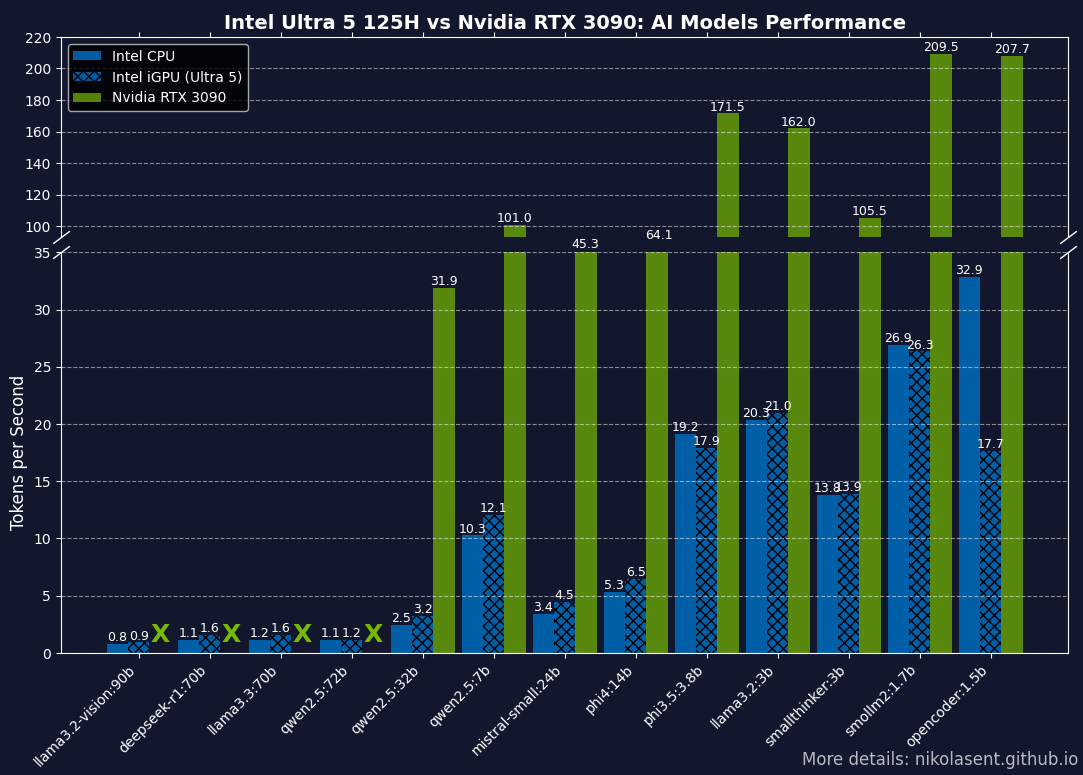 Intel Ultra 5 125H vs Nvidia RTX 3090: AI Models Performance
Intel CPU
Intel iGPU (Ultra 5)
Nvidia RTX 3090
220
200
180
160
140
120
100
35
30
25
20
15
10
5
0
Tokens per Second
0.8 0.9 X
1.1 1.6 X
1.2 1.6 X
1.1 1.2 X
2.5 3.2 31.9
10.3 12.1 101.0
3.4 4.5 45.3
5.3 6.5 64.1
19.2 17.9 171.5
20.3 21.0 162.0
13.8 13.9 105.5
26.9 26.3 209.5
32.9 17.7 207.7
llama3.2-vision:90b
deepseek-r1:70b
llama3.3:70b
qwen2.5:72b
qwen2.5:32b
qwen2.5:7b
mistral-small:24b
phi4:14b
phi3.5:3.8b
llama3.2:3b
smallthinker:3b
smollm2:1.7b
opencoder:1.5b
More details: nikolasent.github.io